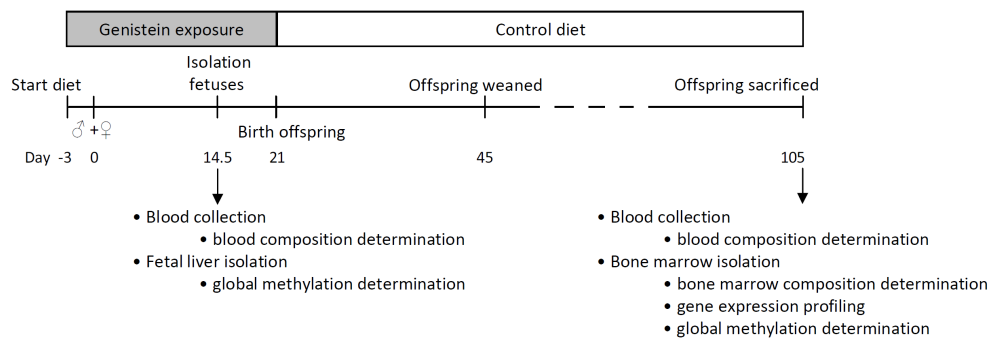 Genistein exposure Control diet
Isolation
fetuses
Start diet Offspring weaned Offspring sacrificed
♂ + ♀ Birth offspring
Day -3 0 14.5 21 45 105
• Blood collection
• blood composition determination
• Fetal liver isolation
• global methylation determination
• Blood collection
• blood composition determination
• Bone marrow isolation
• bone marrow composition determination
• gene expression profiling
• global methylation determination